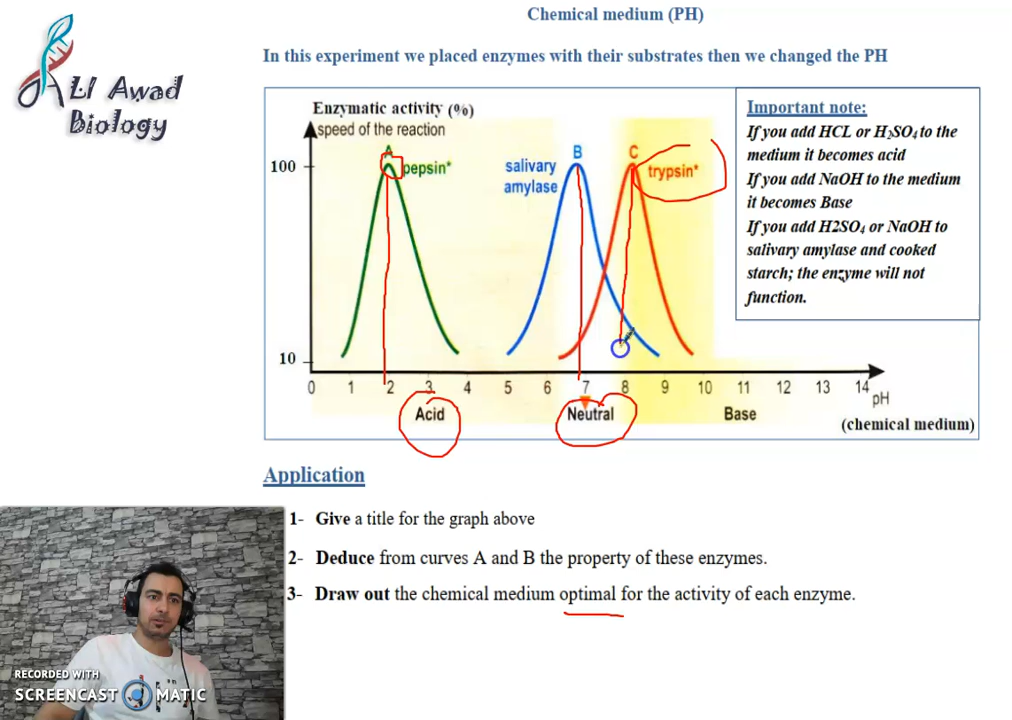 Chemical medium (PH)
ALI Awad
Biology
In this experiment we placed enzymes with their substrates then we changed the PH
Enzymatic activity (%)
speed of the reaction
100
10
A
pepsin*
salivary
amylase
B
C
trypsin*
0 1 2 3 4 5 6 7 8 9 10 11 12 13 14
pH
Acid
Neutral
Base
(chemical medium)
Important note:
If you add HCL or H₂SO₄ to the
medium it becomes acid
If you add NaOH to the medium
it becomes Base
If you add H2SO₄ or NaOH to
salivary amylase and cooked
starch; the enzyme will not
function.
Application
1- Give a title for the graph above
2- Deduce from curves A and B the property of these enzymes.
3- Draw out the chemical medium optimal for the activity of each enzyme.
RECORDED WITH
SCREENCAST MATIC